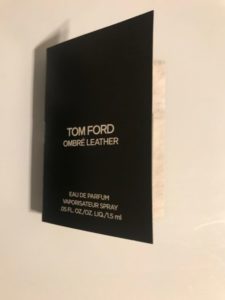 TOM FORD
OMBRÉ LEATHER
EAU DE PARFUM
VAPORISATEUR SPRAY
.05 FL. OZ./OZ. LIQ./1.5 ml